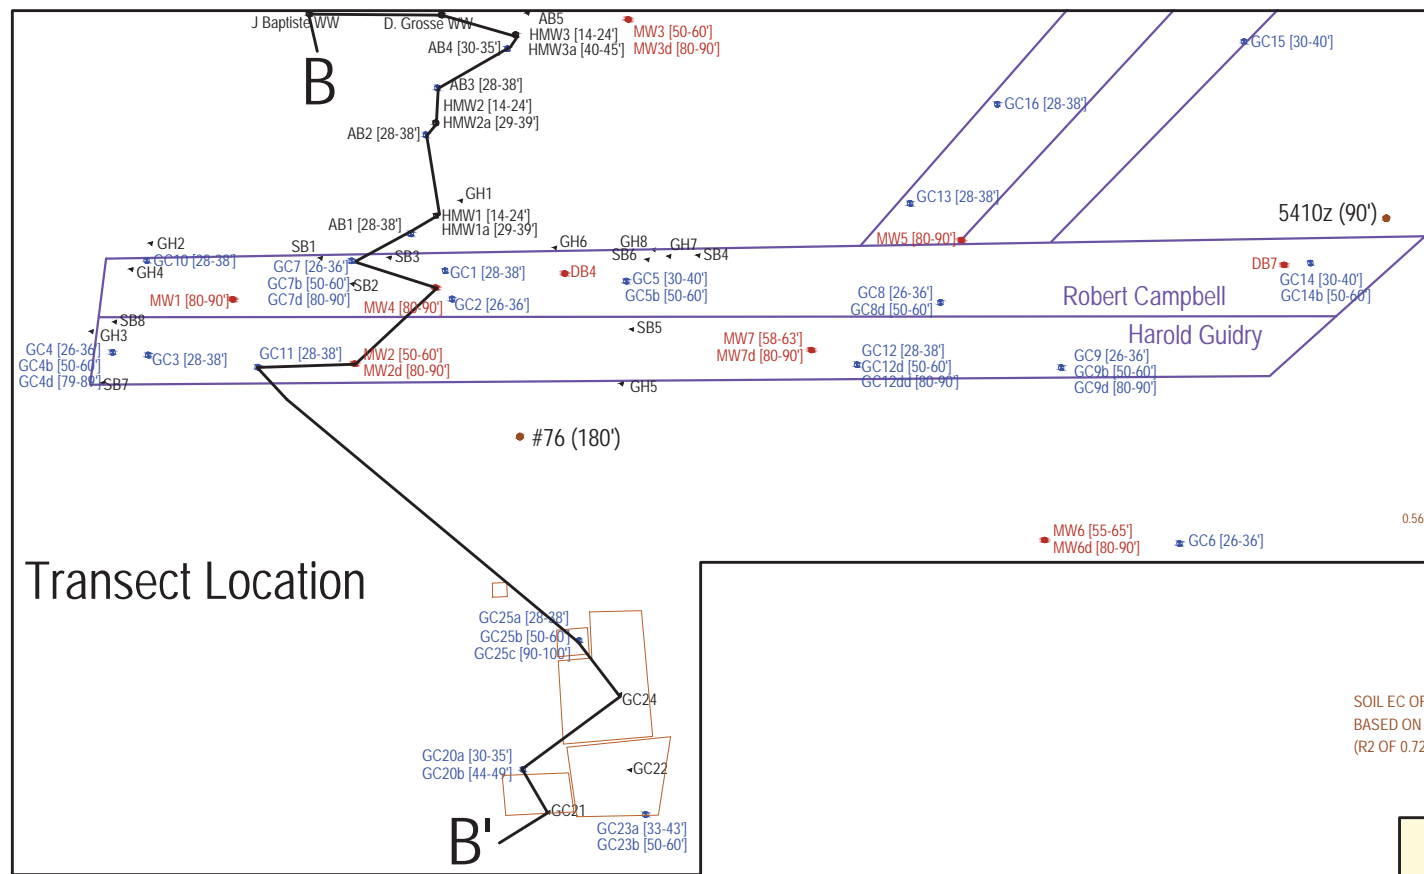 J Baptiste WW
D. Grosse WW
AB5
HMW3 [14-24']
HMW3a [40-45']
MW3 [50-60']
MW3d [80-90']
GC15 [30-40']
AB4 [30-35']
B
AB3 [28-38']
HMW2 [14-24']
HMW2a [29-39']
AB2 [28-38']
GC16 [28-38']
GH1
GC13 [28-38']
HMW1 [14-24']
HMW1a [29-39']
AB1 [28-38']
5410z (90')
MW5 [80-90']
GH2
GC10 [28-38']
GH4
SB1
SB3
GH6
GH8
GH7
SB6
SB4
GC7 [26-36']
GC7b [50-60']
GC7d [80-90']
SB2
GC1 [28-38']
DB4
GC5 [30-40']
GC5b [50-60']
DB7
GC14 [30-40']
GC14b [50-60']
MW1 [80-90']
MW4 [80-90']
GC2 [26-36']
GC8 [26-36']
GC8d [50-60']
Robert Campbell
SB8
GH3
SB5
Harold Guidry
GC4 [26-36']
GC4b [50-60']
GC4d [79-89']
GC3 [28-38']
GC11 [28-38']
MW2 [50-60']
MW2d [80-90']
MW7 [58-63']
MW7d [80-90']
GC12 [28-38']
GC12d [50-60']
GC12dd [80-90']
GC9 [26-36']
GC9b [50-60']
GC9d [80-90']
SB7
GH5
#76 (180')
0.56
MW6 [55-65']
MW6d [80-90']
GC6 [26-36']
Transect Location
GC25a [28-38']
GC25b [50-60']
GC25c [90-100']
GC24
SOIL EC OF
BASED ON
(R2 OF 0.72
GC20a [30-35']
GC20b [44-49']
GC22
GC21
B'
GC23a [33-43']
GC23b [50-60']